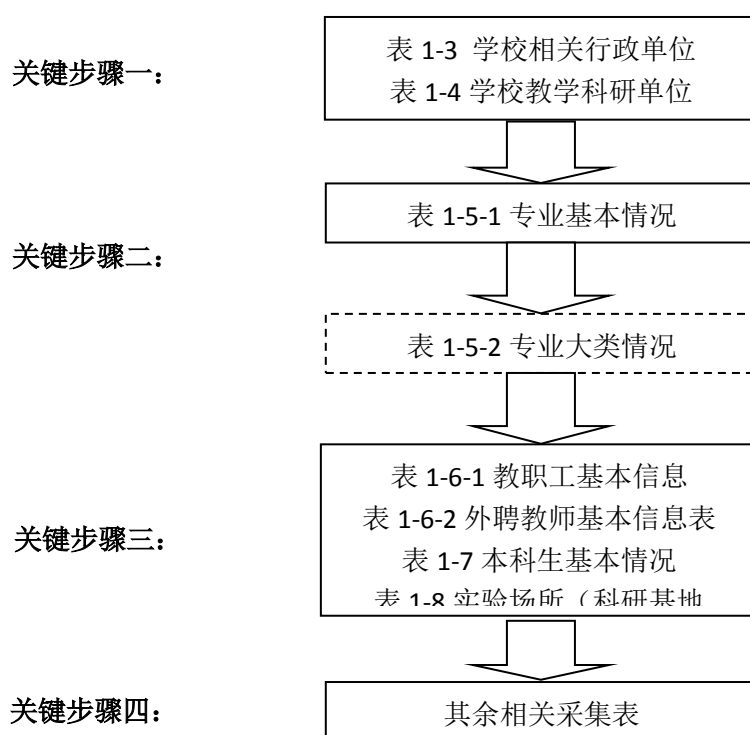 关键步骤一：
表 1-3 学校相关行政单位
表 1-4 学校教学科研单位
关键步骤二：
表 1-5-1 专业基本情况
表 1-5-2 专业大类情况
关键步骤三：
表 1-6-1 教职工基本信息
表 1-6-2 外聘教师基本信息表
表 1-7 本科生基本情况
表 1-8 实验场所（科研基地
关键步骤四：
其余相关采集表